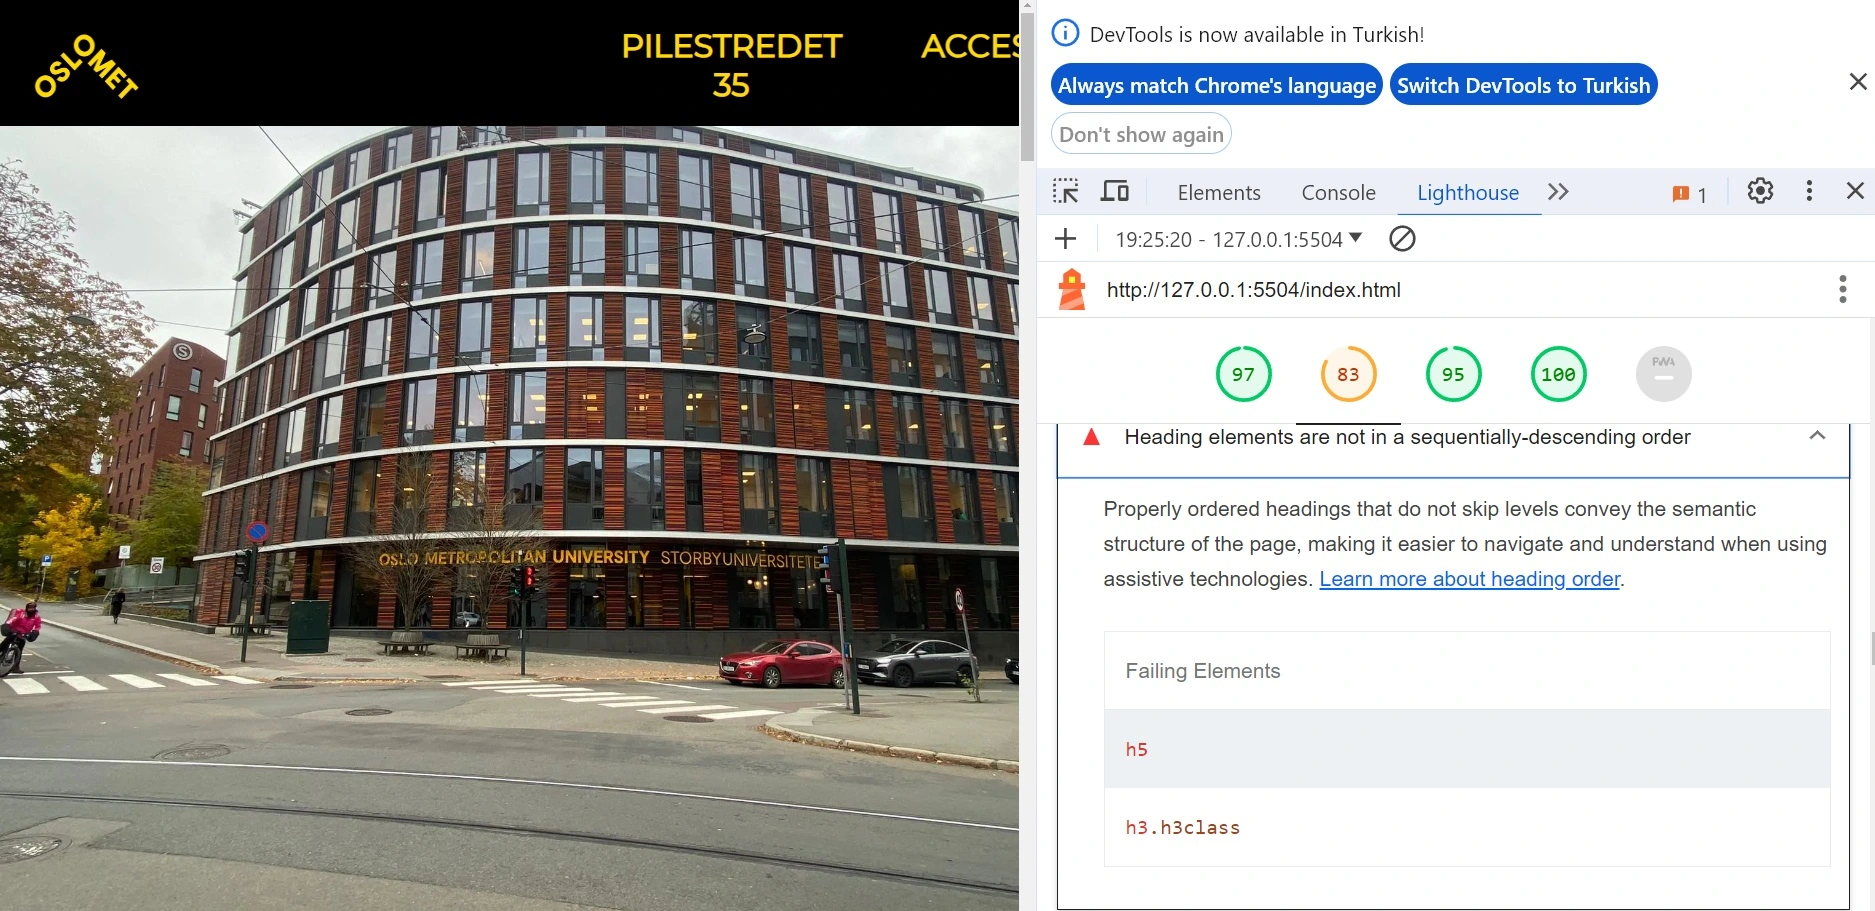 OSLOMET
PILESTREDET
35
ACCES
OSLO METROPOLITAN UNIVERSITY STORBYUNIVERSITETE
S
P
DevTools is now available in Turkish!
Always match Chrome's language
Switch DevTools to Turkish
Don't show again
Elements Console Lighthouse 1
19:25:20 - 127.0.0.1:5504
http://127.0.0.1:5504/index.html
97 83 95 100 PWA
Heading elements are not in a sequentially-descending order
Properly ordered headings that do not skip levels convey the semantic
structure of the page, making it easier to navigate and understand when using
assistive technologies. Learn more about heading order.
Failing Elements
h5
h3.h3class